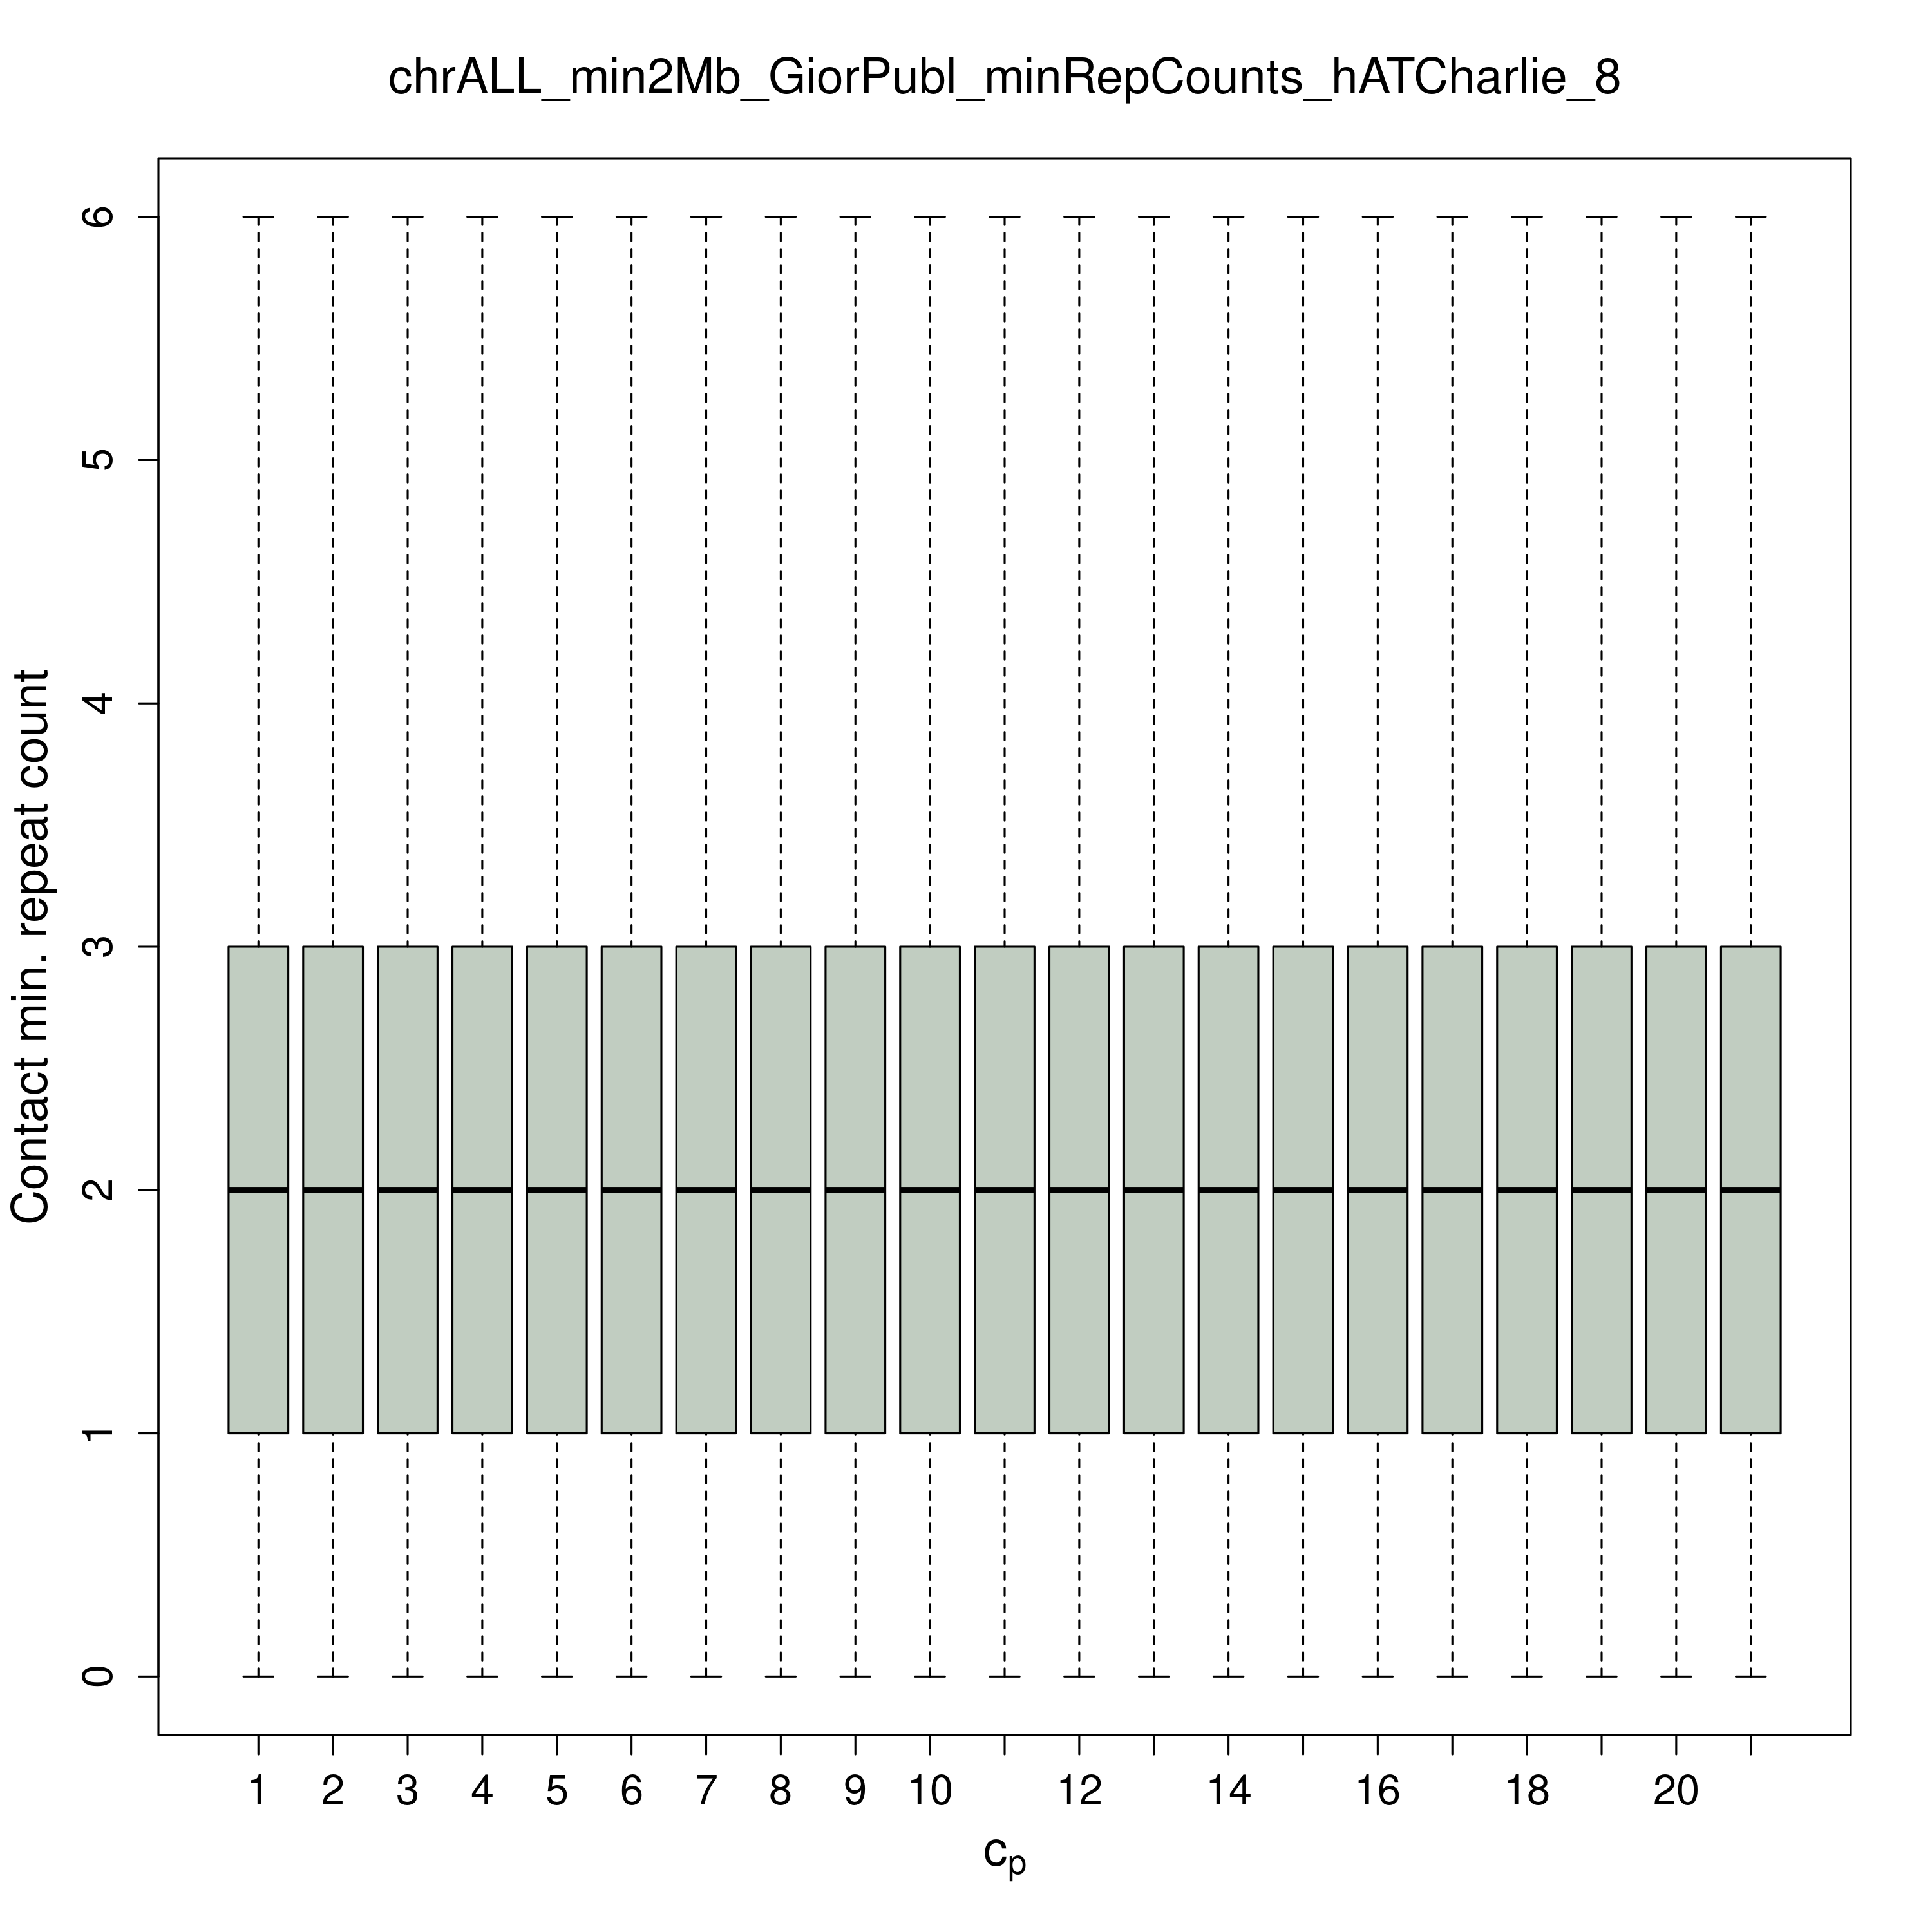 chrALL_min2Mb_GiorPubl_minRepCounts_hATCharlie_8
Contact min. repeat count
6
5
4
3
2
1
0
1 2 3 4 5 6 7 8 9 10 12 14 16 18 20
cp